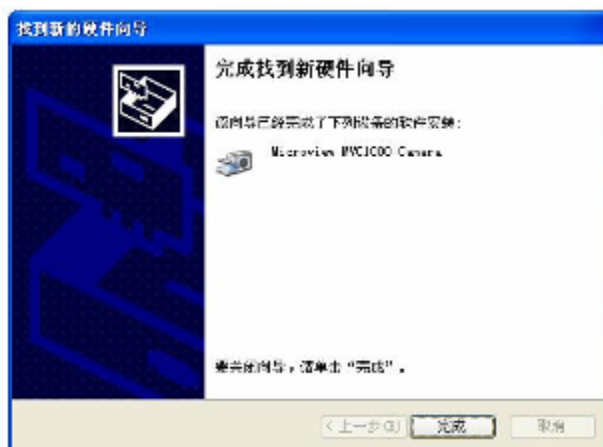 找到新的硬件向导
完成找到新硬件向导
该向导已经完成了下列设备的软件安装:
Microview MVC1000 Camera
要关闭向导，请单击“完成”。
<上一步(B)
完成
取消